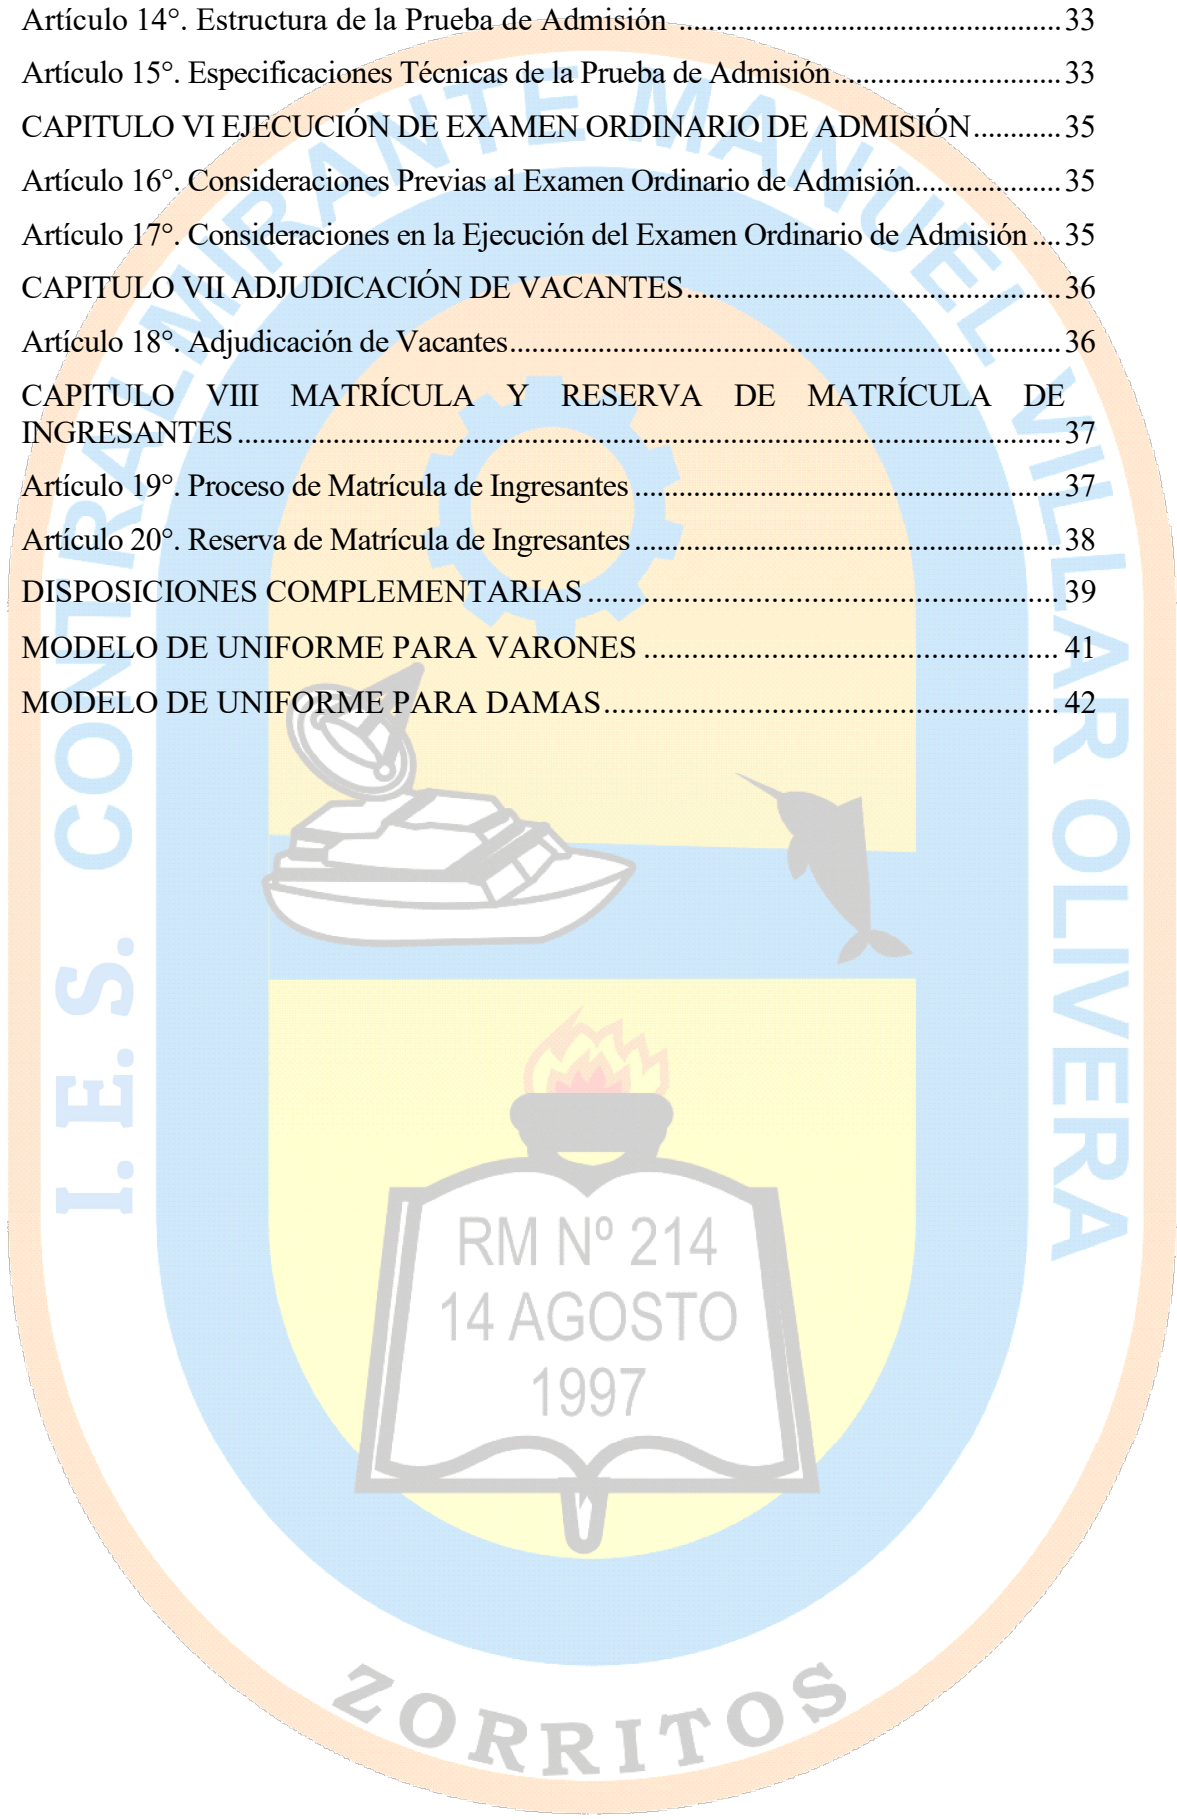 Artículo 14°. Estructura de la Prueba de Admisión ................................................ 33
Artículo 15°. Especificaciones Técnicas de la Prueba de Admisión ............................. 33
CAPITULO VI EJECUCIÓN DE EXAMEN ORDINARIO DE ADMISIÓN ........... 35
Artículo 16°. Consideraciones Previas al Examen Ordinario de Admisión .................. 35
Artículo 17°. Consideraciones en la Ejecución del Examen Ordinario de Admisión .... 35
CAPITULO VII ADJUDICACIÓN DE VACANTES ................................................ 36
Artículo 18°. Adjudicación de Vacantes ...................................................................... 36
CAPITULO VIII MATRÍCULA Y RESERVA DE MATRÍCULA DE
INGRESANTES ......................................................................................................... 37
Artículo 19°. Proceso de Matrícula de Ingresantes ...................................................... 37
Artículo 20°. Reserva de Matrícula de Ingresantes ...................................................... 38
DISPOSICIONES COMPLEMENTARIAS ............................................................ 39
MODELO DE UNIFORME PARA VARONES ..................................................... 41
MODELO DE UNIFORME PARA DAMAS .......................................................... 42
I. E. S. CONTRALMIRANTE MANUEL VILLAR OLIVERA
RM Nº 214
14 AGOSTO
1997
ZORRITOS